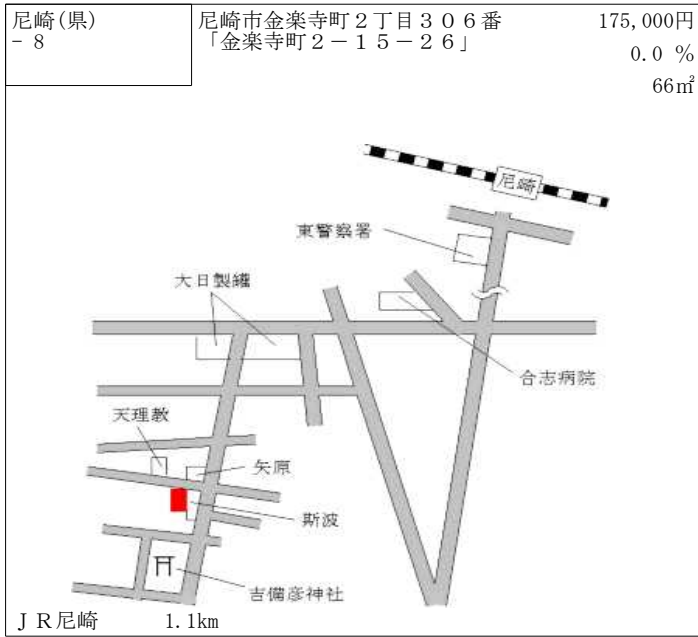 尼崎(県)
- 8
尼崎市金楽寺町２丁目３０６番
「金楽寺町２－１５－２６」
175,000円
0.0 %
66㎡
尼崎
東警察署
大日製罐
合志病院
天理教
矢原
斯波
吉備彦神社
ＪＲ尼崎 1.1km